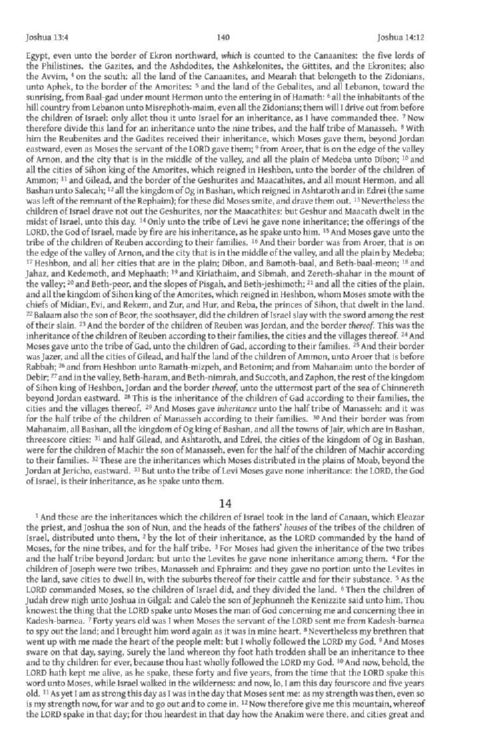 Joshua 13:4 140 Joshua 14:12
Egypt, even unto the border of Ekron northward, which is counted to the Canaanites: the five lords of
the Philistines. the Gazites, and the Ashdodites, the Ashkelonites, the Gittites, and the Ekronites; also
the Avvim, 4 on the south: all the land of the Canaanites, and Mearah that belongeth to the Zidonians,
unto Aphek, to the border of the Amorites: 5 and the land of the Gebalites, and all Lebanon, toward the
sunrising, from Baal-gad under mount Hermon unto the entering in of Hamath: 6 all the inhabitants of the
hill country from Lebanon unto Misrephoth-maim, even all the Zidonians; them will I drive out from before
the children of Israel: only allot thou it unto Israel for an inheritance, as I have commanded thee. 7 Now
therefore divide this land for an inheritance unto the nine tribes, and the half tribe of Manasseh. 8 With
him the Reubenites and the Gadites received their inheritance, which Moses gave them, beyond Jordan
eastward, even as Moses the servant of the LORD gave them; 9 from Aroer, that is on the edge of the valley
of Arnon, and the city that is in the middle of the valley, and all the plain of Medeba unto Dibon; 10 and
all the cities of Sihon king of the Amorites, which reigned in Heshbon, unto the border of the children of
Ammon; 11 and Gilead, and the border of the Geshurites and Maacathites, and all mount Hermon, and all
Bashan unto Salecah; 12 all the kingdom of Og in Bashan, which reigned in Ashtaroth and in Edrei (the same
was left of the remnant of the Rephaim); for these did Moses smite, and drave them out. 13 Nevertheless the
children of Israel drave not out the Geshurites, nor the Maacathites: but Geshur and Maacath dwelt in the
midst of Israel, unto this day. 14 Only unto the tribe of Levi he gave none inheritance; the offerings of the
LORD, the God of Israel, made by fire are his inheritance, as he spake unto him. 15 And Moses gave unto the
tribe of the children of Reuben according to their families. 16 And their border was from Aroer, that is on
the edge of the valley of Arnon, and the city that is in the middle of the valley, and all the plain by Medeba;
17 Heshbon, and all her cities that are in the plain; Dibon, and Bamoth-baal, and Beth-baal-meon; 18 and
Jahaz, and Kedemoth, and Mephaath; 19 and Kiriathaim, and Sibmah, and Zereth-shahar in the mount of
the valley; 20 and Beth-peor, and the slopes of Pisgah, and Beth-jeshimoth; 21 and all the cities of the plain,
and all the kingdom of Sihon king of the Amorites, which reigned in Heshbon, whom Moses smote with the
chiefs of Midian, Evi, and Rekem, and Zur, and Hur, and Reba, the princes of Sihon, that dwelt in the land.
22 Balaam also the son of Beor, the soothsayer, did the children of Israel slay with the sword among the rest
of their slain. 23 And the border of the children of Reuben was Jordan, and the border thereof. This was the
inheritance of the children of Reuben according to their families, the cities and the villages thereof. 24 And
Moses gave unto the tribe of Gad, unto the children of Gad, according to their families. 25 And their border
was Jazer, and all the cities of Gilead, and half the land of the children of Ammon, unto Aroer that is before
Rabbah; 26 and from Heshbon unto Ramath-mizpeh, and Betonim; and from Mahanaim unto the border of
Debir; 27 and in the valley, Beth-haram, and Beth-nimrah, and Succoth, and Zaphon, the rest of the kingdom
of Sihon king of Heshbon, Jordan and the border thereof, unto the uttermost part of the sea of Chinnereth
beyond Jordan eastward. 28 This is the inheritance of the children of Gad according to their families, the
cities and the villages thereof. 29 And Moses gave inheritance unto the half tribe of Manasseh: and it was
for the half tribe of the children of Manasseh according to their families. 30 And their border was from
Mahanaim, all Bashan, all the kingdom of Og king of Bashan, and all the towns of Jair, which are in Bashan,
threescore cities: 31 and half Gilead, and Ashtaroth, and Edrei, the cities of the kingdom of Og in Bashan,
were for the children of Machir the son of Manasseh, even for the half of the children of Machir according
to their families. 32 These are the inheritances which Moses distributed in the plains of Moab, beyond the
Jordan at Jericho, eastward. 33 But unto the tribe of Levi Moses gave none inheritance: the LORD, the God
of Israel, is their inheritance, as he spake unto them.
14
1 And these are the inheritances which the children of Israel took in the land of Canaan, which Eleazar
the priest, and Joshua the son of Nun, and the heads of the fathers' houses of the tribes of the children of
Israel, distributed unto them, 2 by the lot of their inheritance, as the LORD commanded by the hand of
Moses, for the nine tribes, and for the half tribe. 3 For Moses had given the inheritance of the two tribes
and the half tribe beyond Jordan: but unto the Levites he gave none inheritance among them. 4 For the
children of Joseph were two tribes, Manasseh and Ephraim: and they gave no portion unto the Levites in
the land, save cities to dwell in, with the suburbs thereof for their cattle and for their substance. 5 As the
LORD commanded Moses, so the children of Israel did, and they divided the land. 6 Then the children of
Judah drew nigh unto Joshua in Gilgal: and Caleb the son of Jephunneh the Kenizzite said unto him, Thou
knowest the thing that the LORD spake unto Moses the man of God concerning me and concerning thee in
Kadesh-barnea. 7 Forty years old was I when Moses the servant of the LORD sent me from Kadesh-barnea
to spy out the land; and I brought him word again as it was in mine heart. 8 Nevertheless my brethren that
went up with me made the heart of the people melt: but I wholly followed the LORD my God. 9 And Moses
sware on that day, saying, Surely the land whereon thy foot hath trodden shall be an inheritance to thee
and to thy children for ever, because thou hast wholly followed the LORD my God. 10 And now, behold, the
LORD hath kept me alive, as he spake, these forty and five years, from the time that the LORD spake this
word unto Moses, while Israel walked in the wilderness: and now, lo, I am this day fourscore and five years
old. 11 As yet I am as strong this day as I was in the day that Moses sent me: as my strength was then, even so
is my strength now, for war and to go out and to come in. 12 Now therefore give me this mountain, whereof
the LORD spake in that day; for thou heardest in that day how the Anakim were there, and cities great and